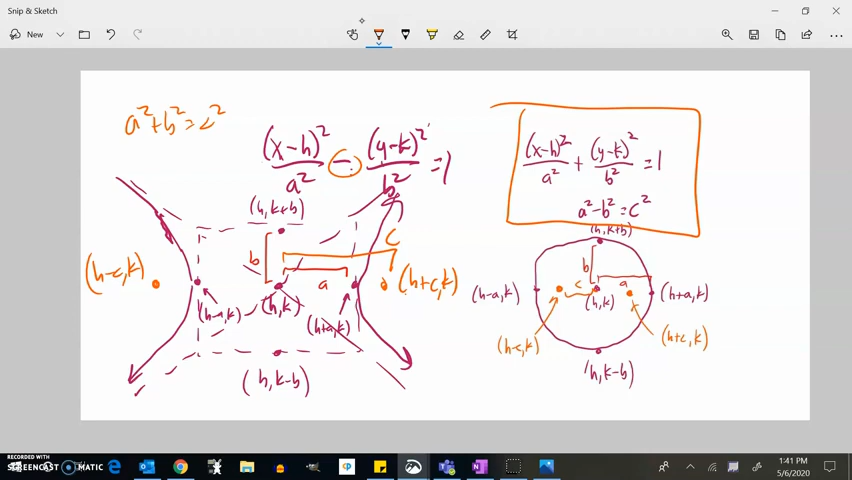 Snip & Sketch
New
a²+b²=c²
(x-h)²/a² - (y-k)²/b² = 1
(x-h)²/a² + (y-k)²/b² = 1
a²-b²=c²
(h,k+b)
b
c
a
(h-c,k)
(h+c,k)
(h-a,k)
(h,k)
(h+a,k)
(h,k-b)
(h,k+b)
b
c
a
(h-a,k)
(h,k)
(h+a,k)
(h-c,k)
(h+c,k)
(h,k-b)
RECORDED WITH
SCREENCAST MATIC
1:41 PM
5/6/2020